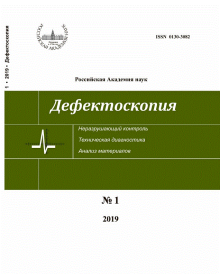 1 • 2019 • Дефектоскопия
ISSN 0130-3082
Российская Академия наук
Дефектоскопия
Неразрушающий контроль
Техническая диагностика
Анализ материалов
№ 1
2019